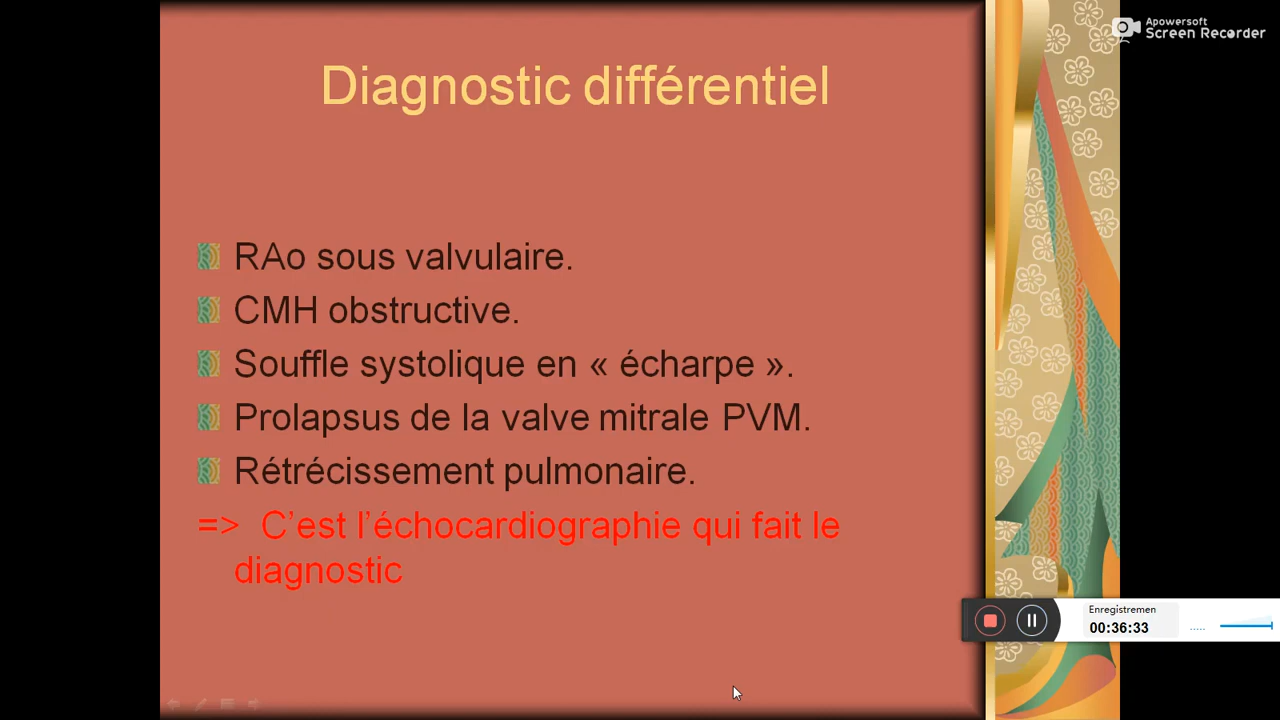 Apowersoft
Screen Recorder
Diagnostic différentiel
RAo sous valvulaire.
CMH obstructive.
Souffle systolique en « écharpe ».
Prolapsus de la valve mitrale PVM.
Rétrécissement pulmonaire.
=> C’est l’échocardiographie qui fait le
diagnostic
Enregistremen
00:36:33
.....